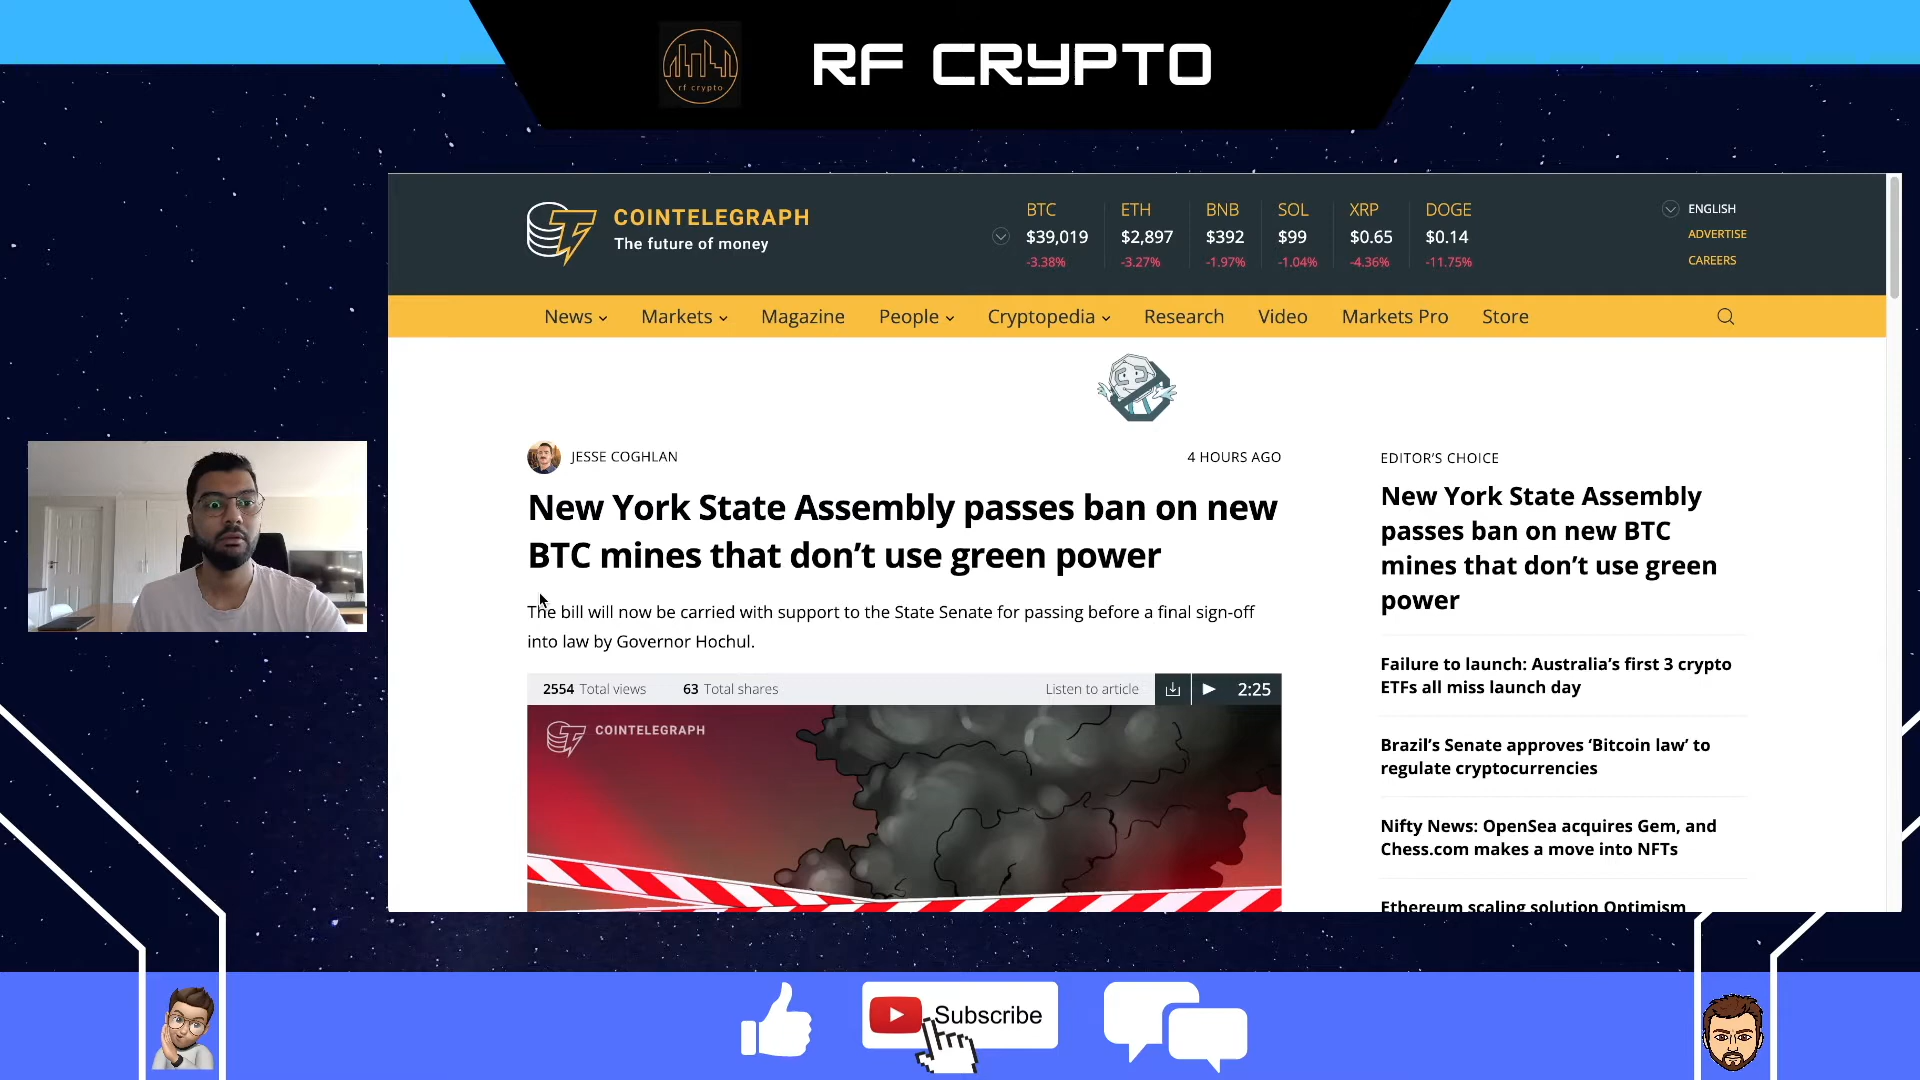 rf crypto
RF CRYPTO
COINTELEGRAPH
The future of money
BTC ETH BNB SOL XRP DOGE
$39,019 $2,897 $392 $99 $0.65 $0.14
-3.38% -3.27% -1.97% -1.04% -4.36% -11.75%
ENGLISH
ADVERTISE
CAREERS
News Markets Magazine People Cryptopedia Research Video Markets Pro Store
JESSE COGHLAN
4 HOURS AGO
New York State Assembly passes ban on new
BTC mines that don’t use green power
The bill will now be carried with support to the State Senate for passing before a final sign-off
into law by Governor Hochul.
2554 Total views 63 Total shares Listen to article 2:25
COINTELEGRAPH
EDITOR’S CHOICE
New York State Assembly
passes ban on new BTC
mines that don’t use green
power
Failure to launch: Australia’s first 3 crypto
ETFs all miss launch day
Brazil’s Senate approves ‘Bitcoin law’ to
regulate cryptocurrencies
Nifty News: OpenSea acquires Gem, and
Chess.com makes a move into NFTs
Ethereum scaling solution Optimism
Subscribe